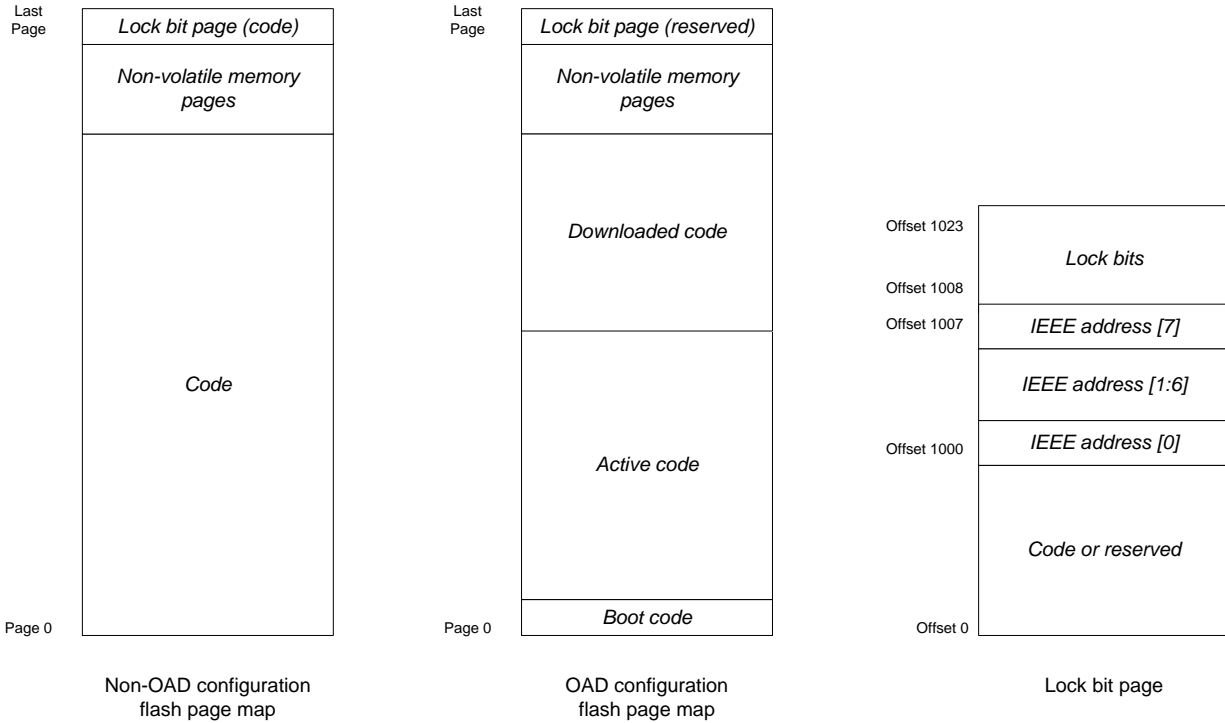 Last
Page
Lock bit page (code)
Non-volatile memory
pages
Code
Page 0
Non-OAD configuration
flash page map
Last
Page
Lock bit page (reserved)
Non-volatile memory
pages
Downloaded code
Active code
Boot code
Page 0
OAD configuration
flash page map
Offset 1023
Lock bits
Offset 1008
Offset 1007
IEEE address [7]
IEEE address [1:6]
IEEE address [0]
Offset 1000
Code or reserved
Offset 0
Lock bit page